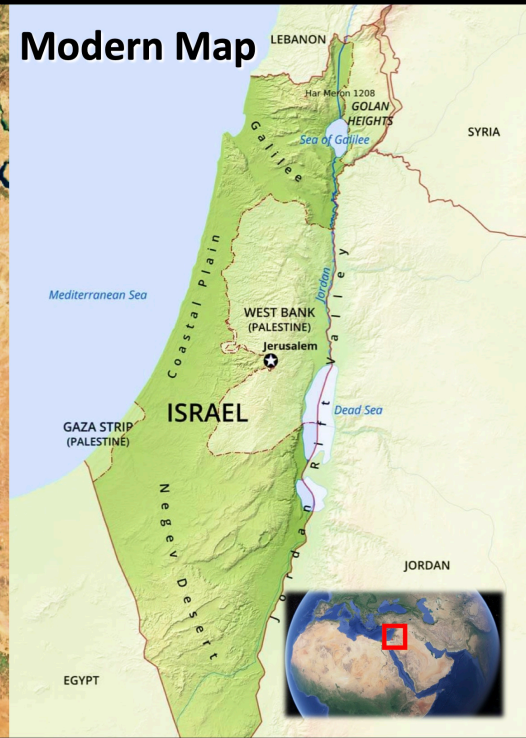 Modern Map
LEBANON
Har Meron 1208
GOLAN
HEIGHTS
Galilee
Sea of Galilee
SYRIA
Coastal Plain
Mediterranean Sea
Jordan
WEST BANK
(PALESTINE)
Jerusalem
ISRAEL
Dead Sea
GAZA STRIP
(PALESTINE)
Jordan Rift Valley
Negev Desert
JORDAN
EGYPT